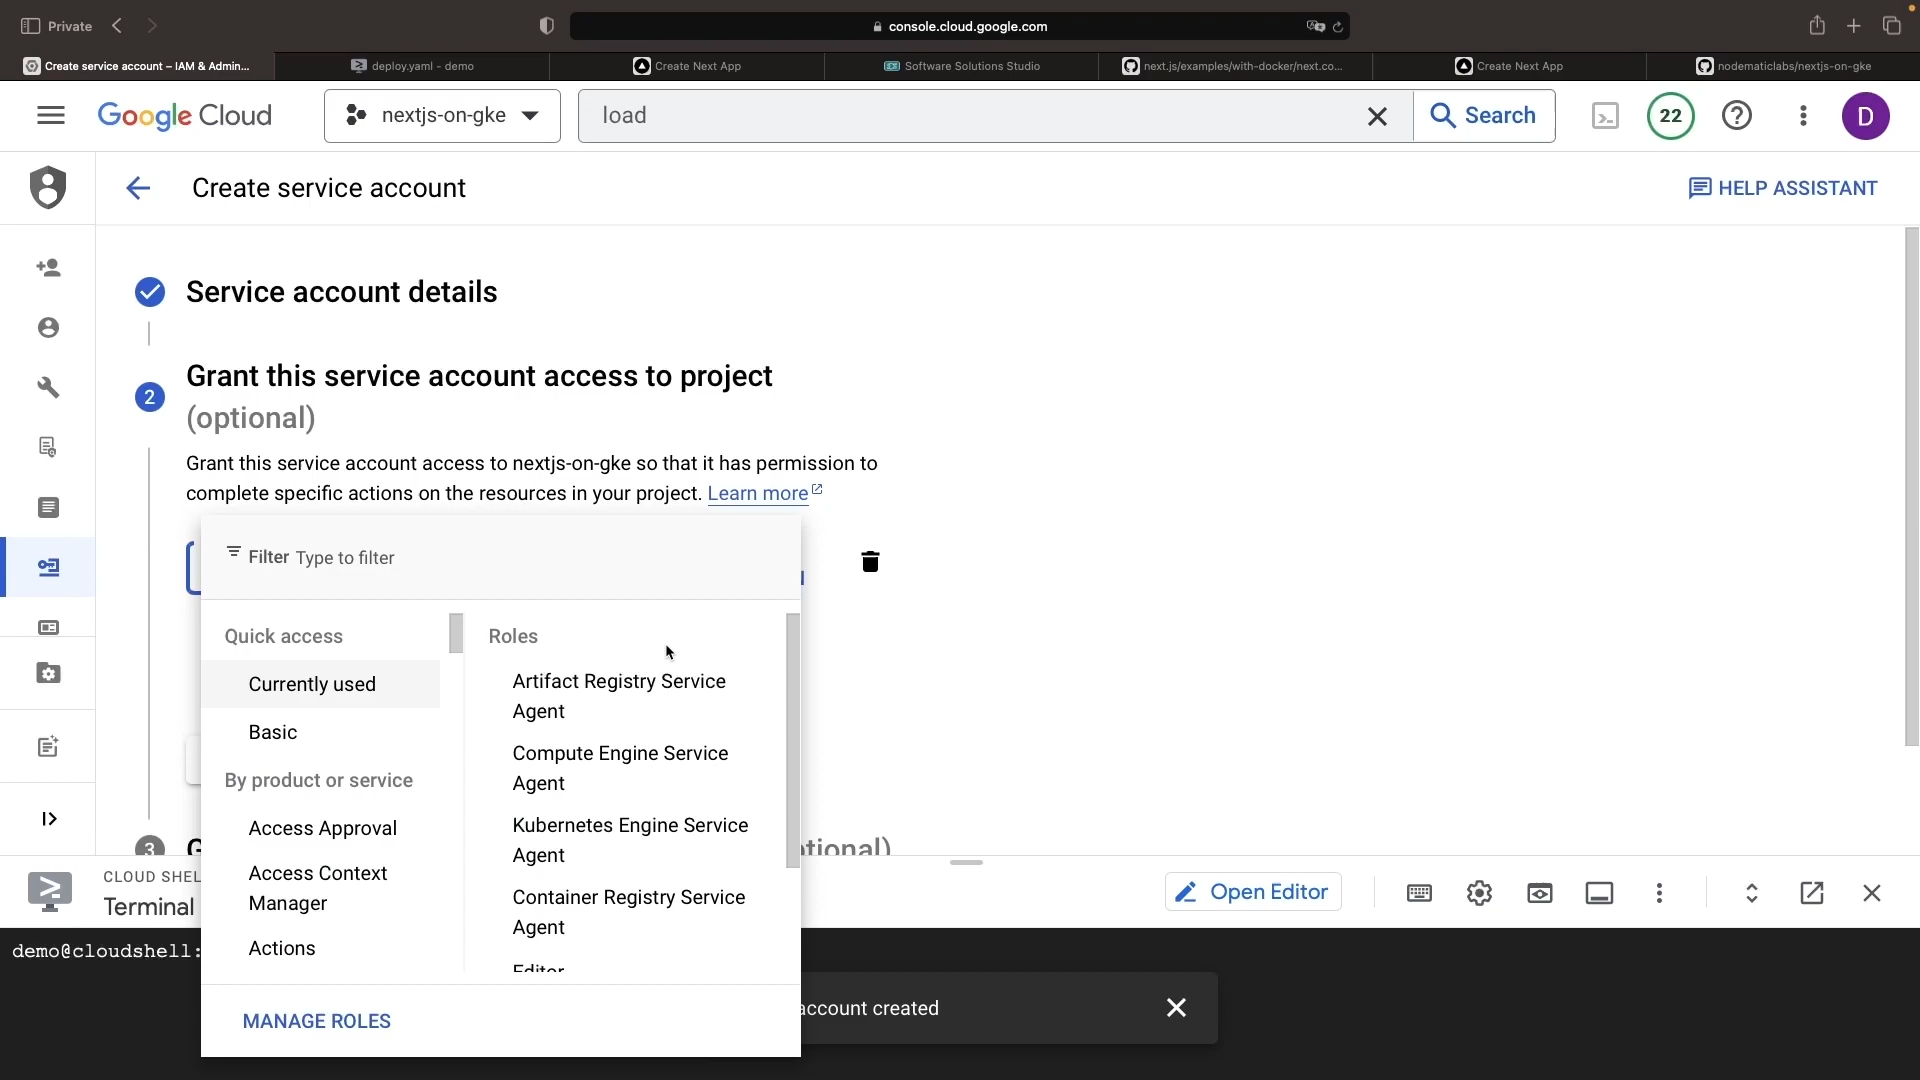 Private
console.cloud.google.com
Create service account – IAM & Admin...
deploy.yaml - demo
Create Next App
Software Solutions Studio
next.js/examples/with-docker/next.co...
Create Next App
nodematiclabs/nextjs-on-gke
Google Cloud
nextjs-on-gke
load
Search
22
D
Create service account
HELP ASSISTANT
Service account details
2
Grant this service account access to project
(optional)
Grant this service account access to nextjs-on-gke so that it has permission to
complete specific actions on the resources in your project. Learn more
Filter Type to filter
Quick access
Currently used
Basic
By product or service
Access Approval
Access Context
Manager
Actions
Roles
Artifact Registry Service
Agent
Compute Engine Service
Agent
Kubernetes Engine Service
Agent
Container Registry Service
Agent
Editor
MANAGE ROLES
3
G
tional)
CLOUD SHEL
Terminal
Open Editor
demo@cloudshell:
account created